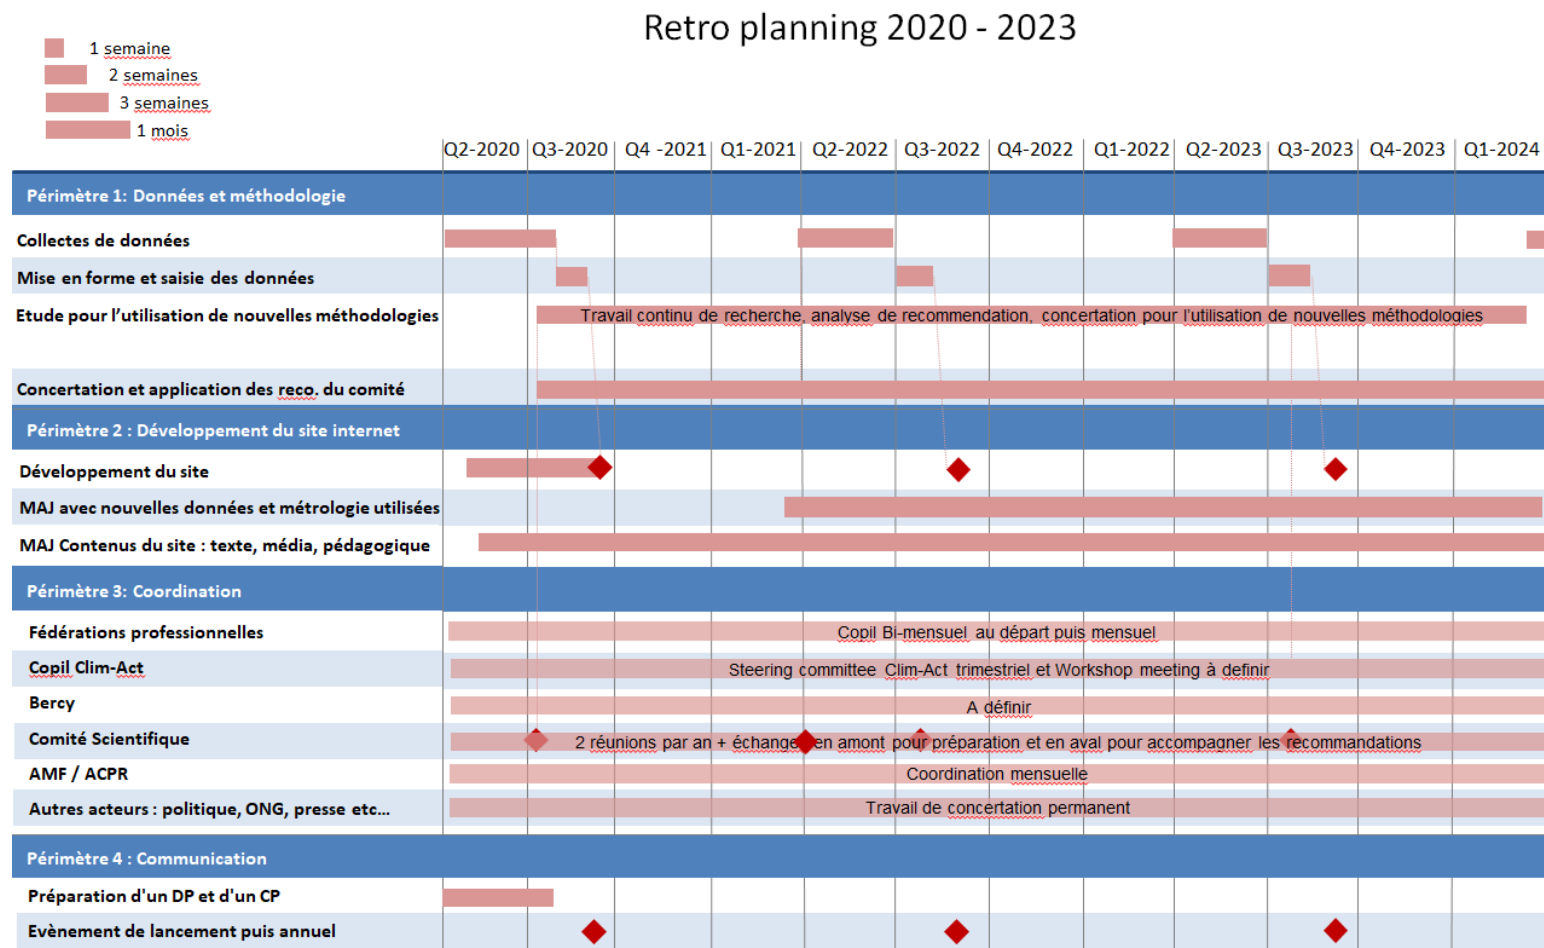 Retro planning 2020 - 2023
1 semaine
2 semaines
3 semaines
1 mois
Q2-2020 Q3-2020 Q4 -2021 Q1-2021 Q2-2022 Q3-2022 Q4-2022 Q1-2022 Q2-2023 Q3-2023 Q4-2023 Q1-2024
Périmètre 1: Données et méthodologie
Collectes de données
Mise en forme et saisie des données
Etude pour l’utilisation de nouvelles méthodologies Travail continu de recherche, analyse de recommendation, concertation pour l’utilisation de nouvelles méthodologies
Concertation et application des reco. du comité
Périmètre 2 : Développement du site internet
Développement du site
MAJ avec nouvelles données et métrologie utilisées
MAJ Contenus du site : texte, média, pédagogique
Périmètre 3: Coordination
Fédérations professionnelles Copil Bi-mensuel au départ puis mensuel
Copil Clim-Act Steering committee Clim-Act trimestriel et Workshop meeting à definir
Bercy A définir
Comité Scientifique 2 réunions par an + échange en amont pour préparation et en aval pour accompagner les recommandations
AMF / ACPR Coordination mensuelle
Autres acteurs : politique, ONG, presse etc… Travail de concertation permanent
Périmètre 4 : Communication
Préparation d'un DP et d'un CP
Evènement de lancement puis annuel